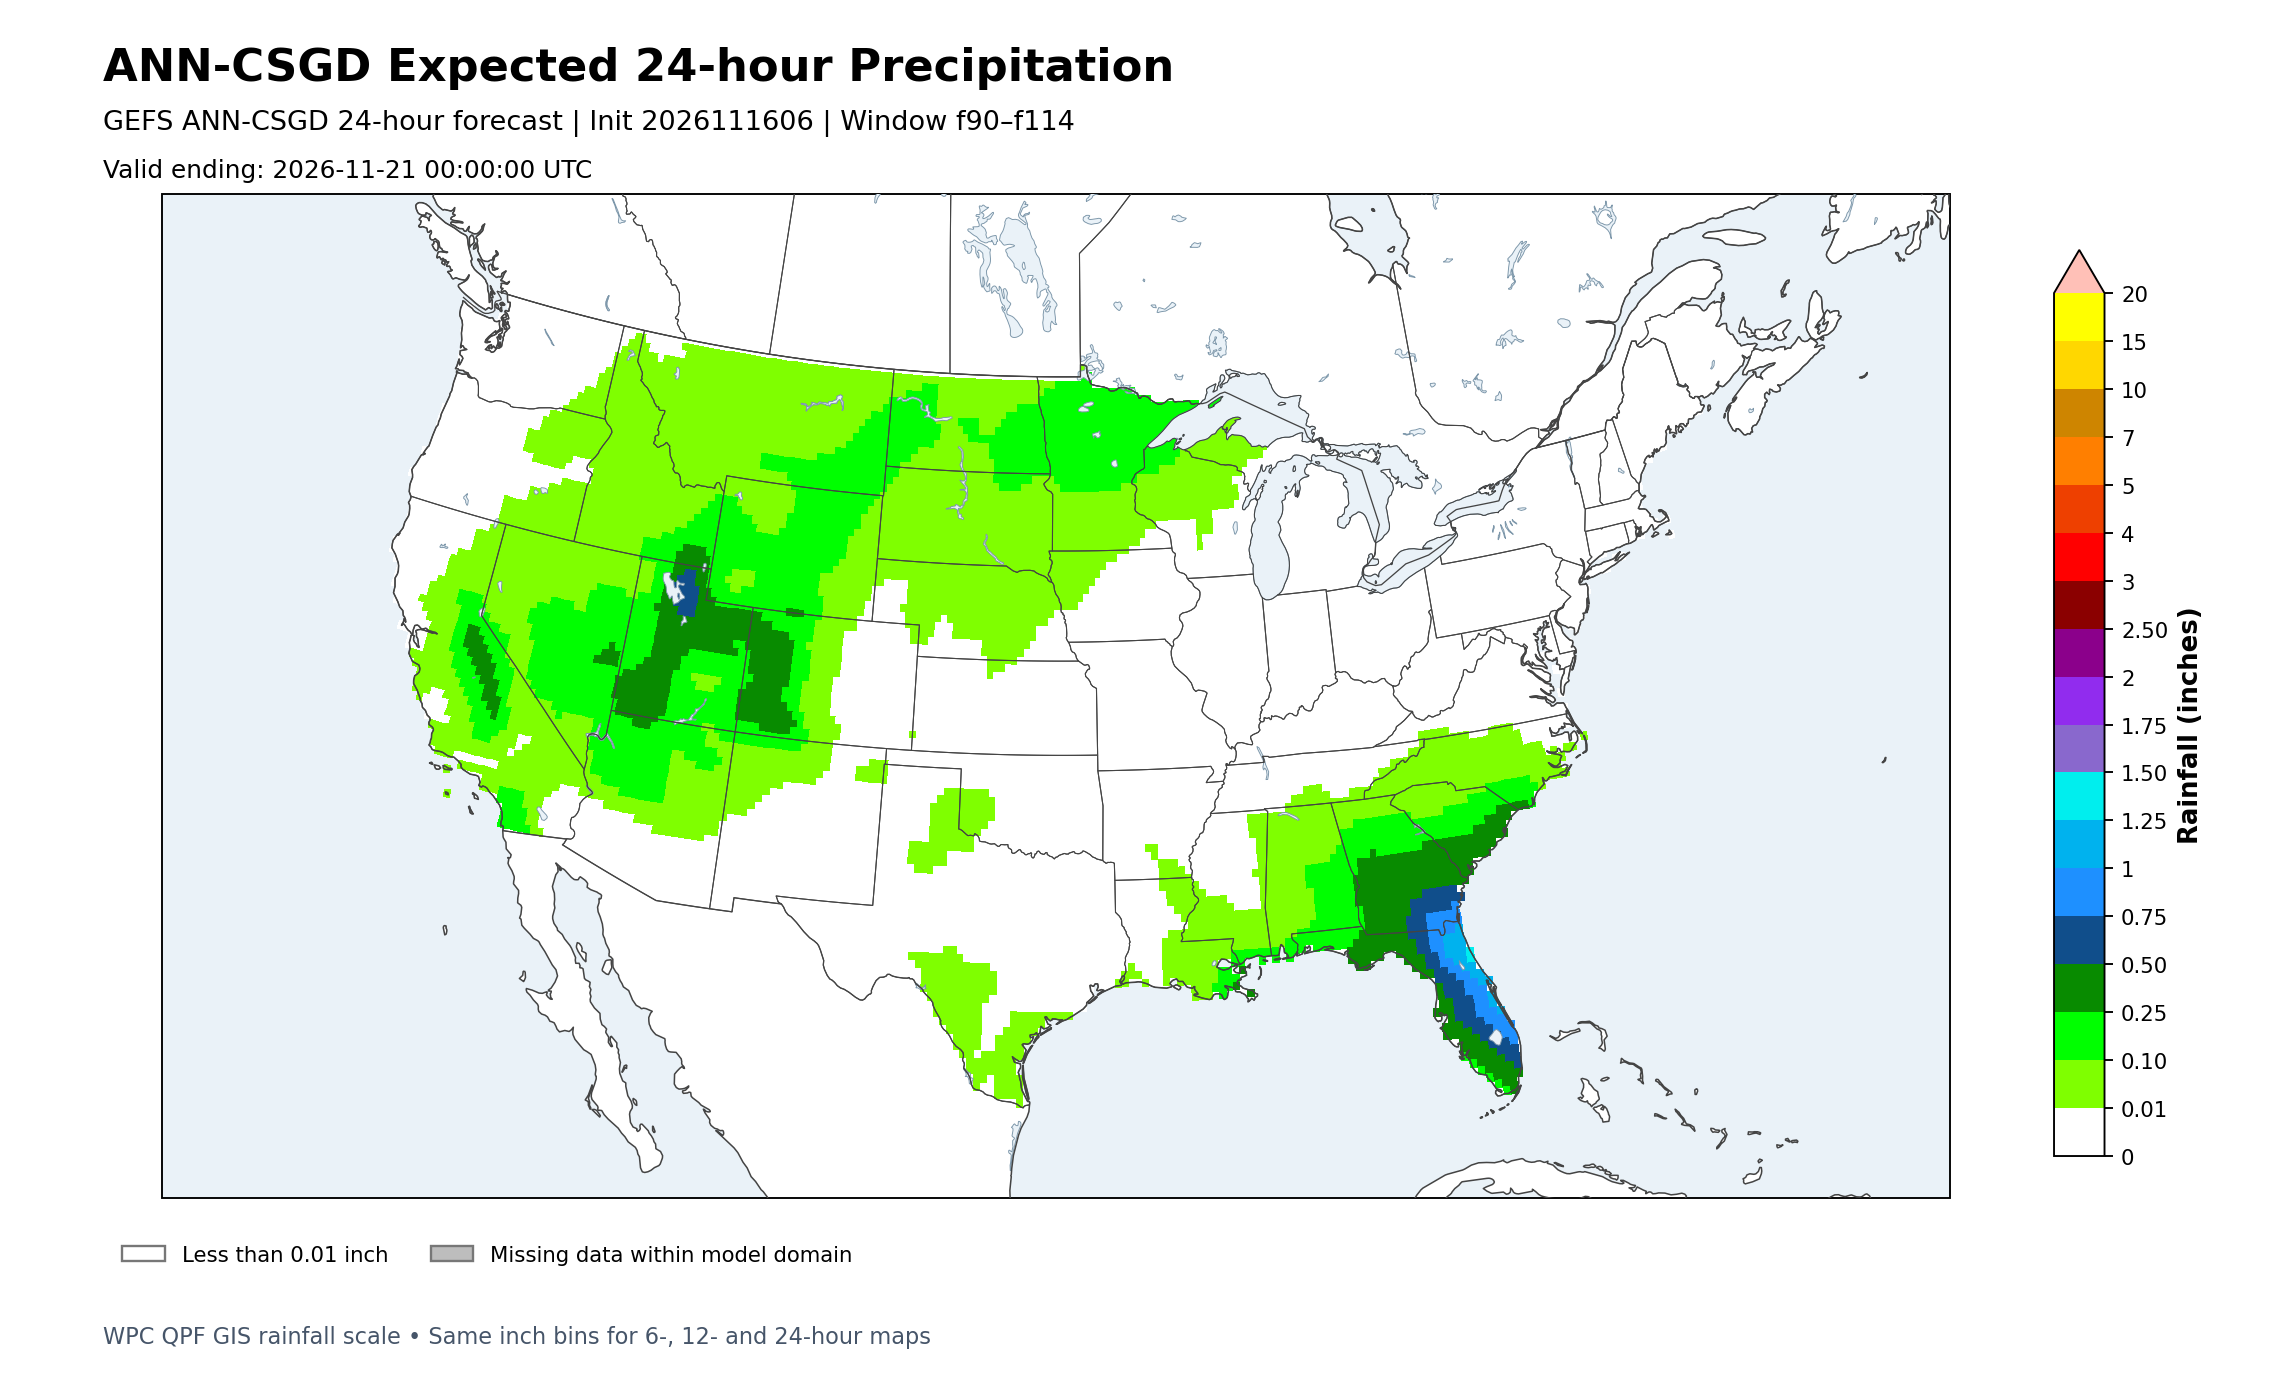 ANN-CSGD Expected 24-hour Precipitation
GEFS ANN-CSGD 24-hour forecast | Init 2026111606 | Window f90–f114
Valid ending: 2026-11-21 00:00:00 UTC
20
15
10
7
5
4
3
2.50
2
1.75
1.50
1.25
1
0.75
0.50
0.25
0.10
0.01
0
Rainfall (inches)
Less than 0.01 inch
Missing data within model domain
WPC QPF GIS rainfall scale • Same inch bins for 6-, 12- and 24-hour maps